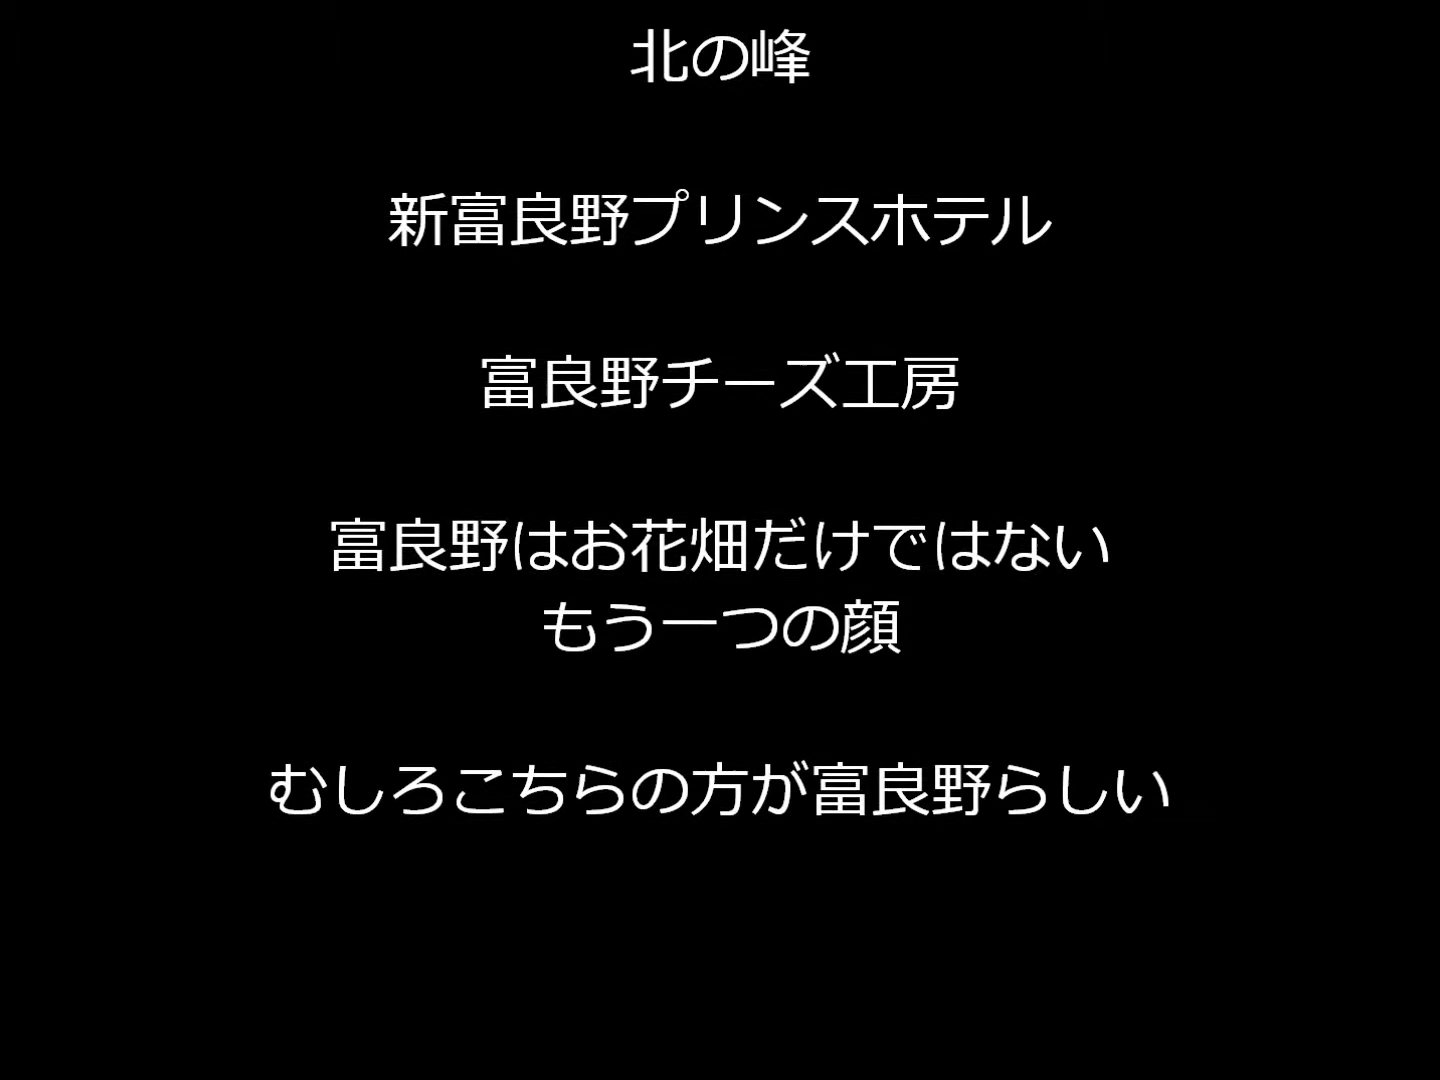 北の峰
新富良野プリンスホテル
富良野チーズ工房
富良野はお花畑だけではない
もう一つの顔
むしろこちらの方が富良野らしい